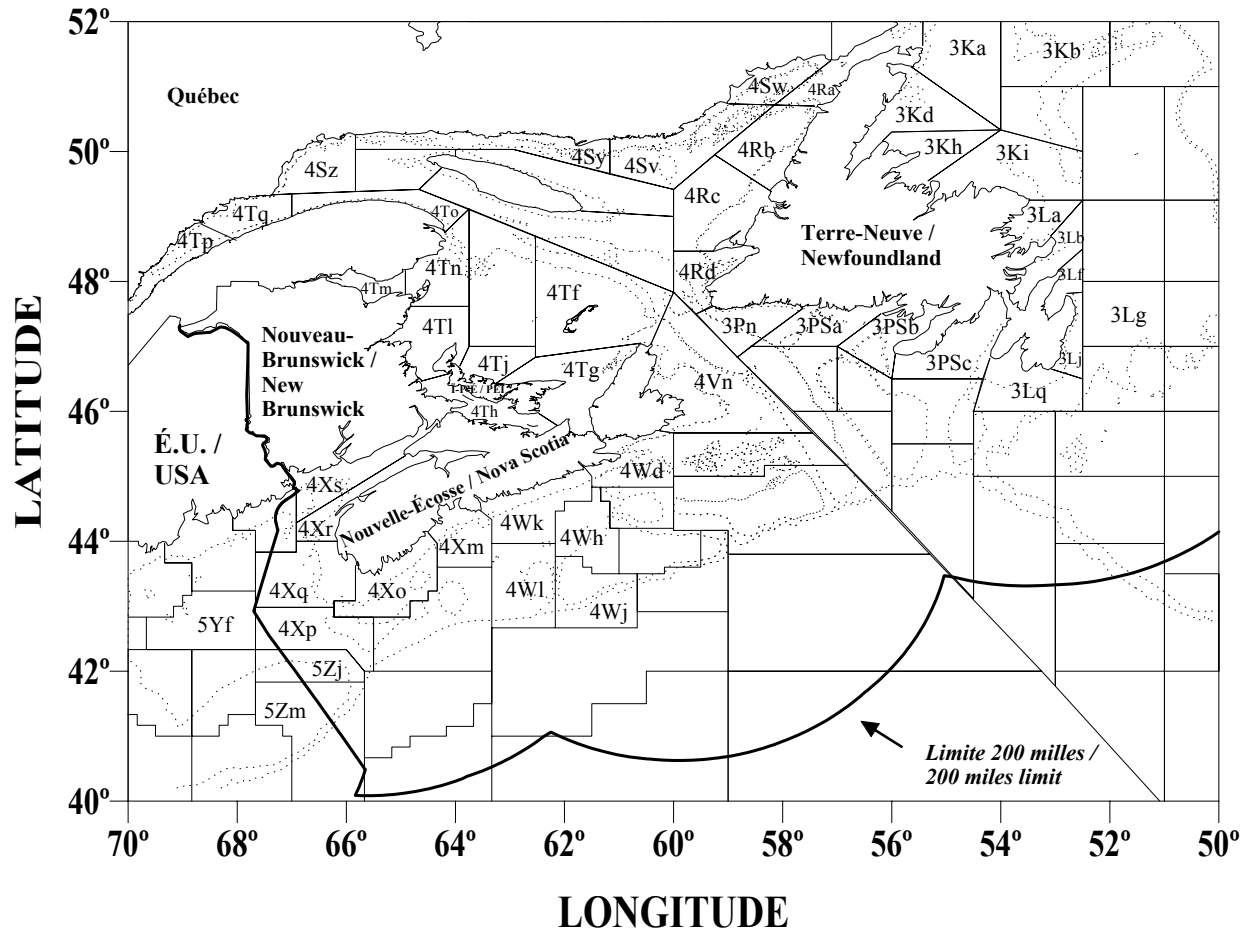 52º
50º
48º
46º
44º
42º
40º
LATITUDE
70º
68º
66º
64º
62º
60º
58º
56º
54º
52º
50º
LONGITUDE
Québec
4Sw
4Ra
3Ka
3Kb
3Kd
4Sz
4Sy
4Sv
4Rb
3Kh
3Ki
4Tq
4To
4Rc
4Tp
Terre-Neuve /
Newfoundland
3La
3Lb
4Tn
4Rd
3Lf
4Tm
4Tf
3Lg
Nouveau-
Brunswick /
New
Brunswick
4Tl
3Pn
3PSa
3PSb
3PSc
3Lj
4Tj
4Tg
4Vn
3Lq
4Th
É.U. /
USA
Nouvelle-Écosse / Nova Scotia
4Xs
4Wd
4Xr
4Xm
4Wk
4Wh
4Xq
4Xo
4Wl
4Wj
5Yf
4Xp
5Zj
5Zm
Limite 200 milles /
200 miles limit